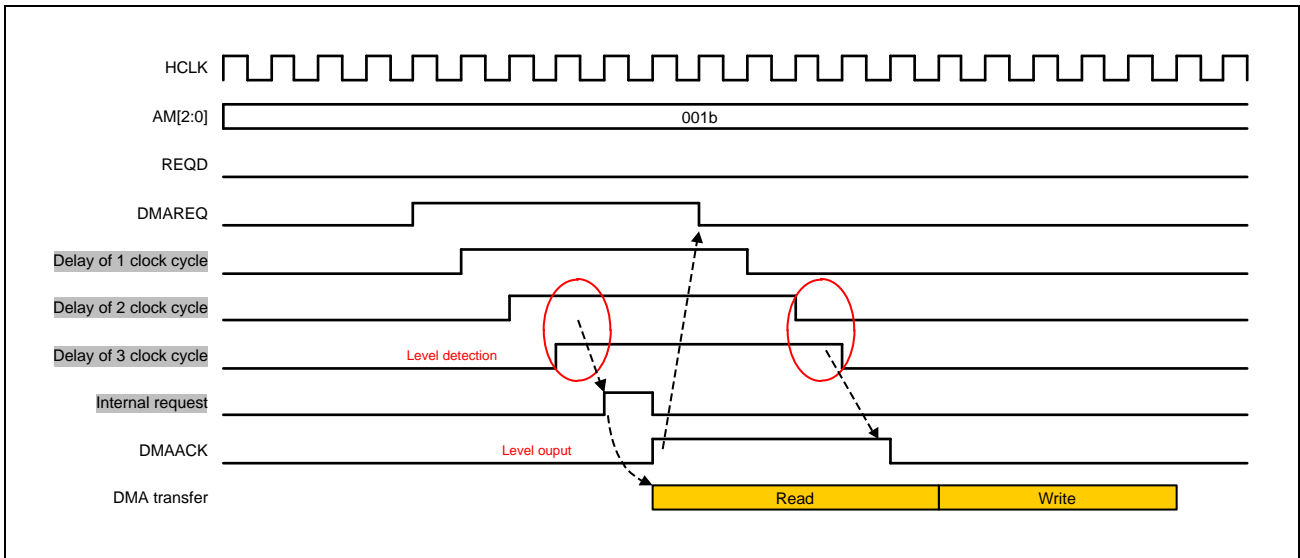 HCLK
AM[2:0]
001b
REQD
DMAREQ
Delay of 1 clock cycle
Delay of 2 clock cycle
Delay of 3 clock cycle
Level detection
Internal request
DMAACK
Level ouput
DMA transfer
Read
Write